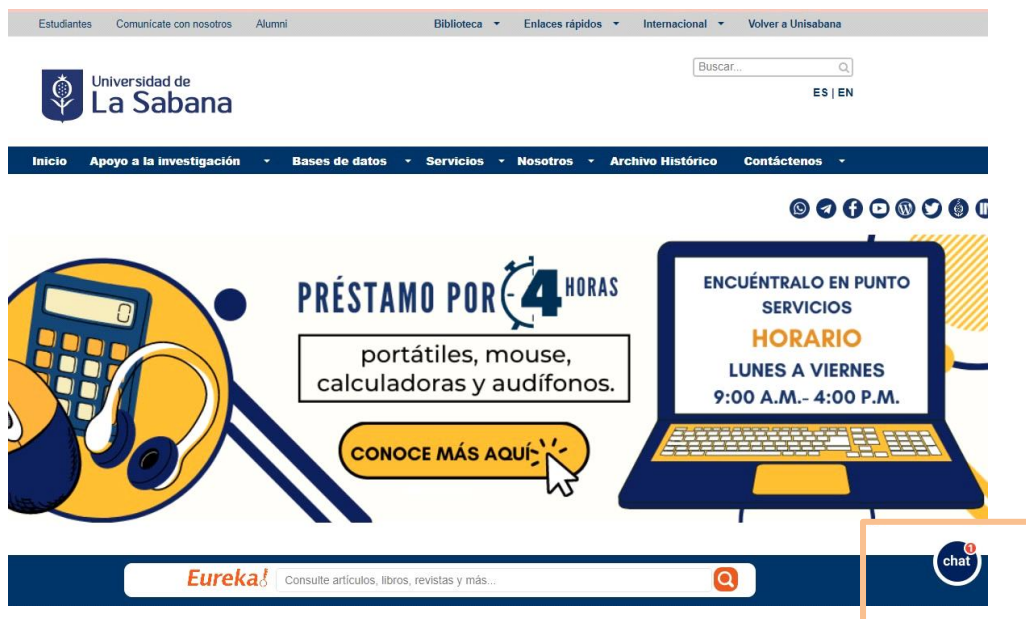 Estudiantes Comunícate con nosotros Alumni Biblioteca Enlaces rápidos Internacional Volver a Unisabana
Universidad de
La Sabana
Buscar...
ES | EN
Inicio Apoyo a la investigación Bases de datos Servicios Nosotros Archivo Histórico Contáctenos
PRÉSTAMO POR 4 HORAS
portátiles, mouse,
calculadoras y audífonos.
CONOCE MÁS AQUÍ
ENCUÉNTRALO EN PUNTO
SERVICIOS
HORARIO
LUNES A VIERNES
9:00 A.M.- 4:00 P.M.
0
chat 1
Eureka! Consulte artículos, libros, revistas y más...